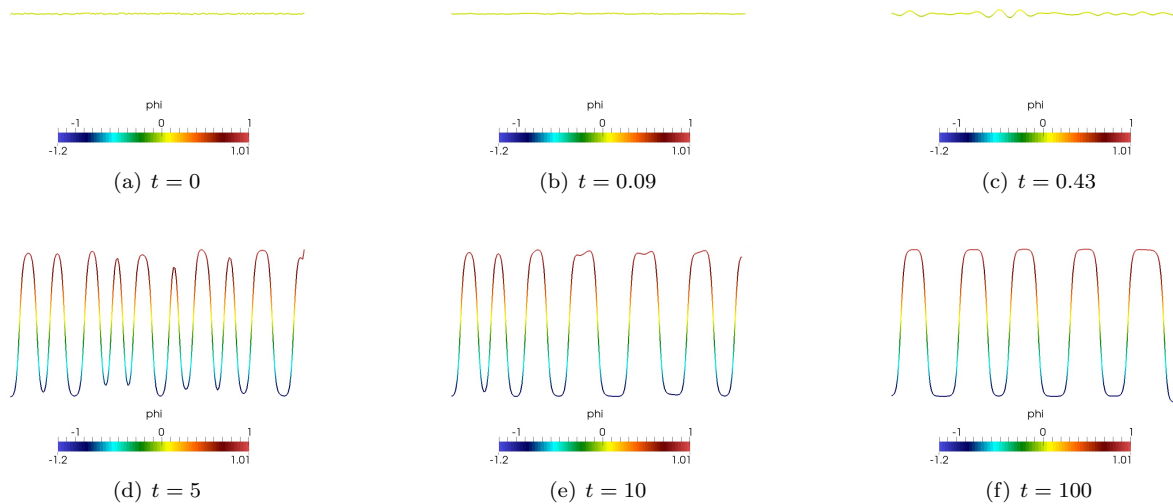 phi
-1 0 1
-1.2 1.01
(a) t = 0
phi
-1 0 1
-1.2 1.01
(b) t = 0.09
phi
-1 0 1
-1.2 1.01
(c) t = 0.43
phi
-1 0 1
-1.2 1.01
(d) t = 5
phi
-1 0 1
-1.2 1.01
(e) t = 10
phi
-1 0 1
-1.2 1.01
(f) t = 100